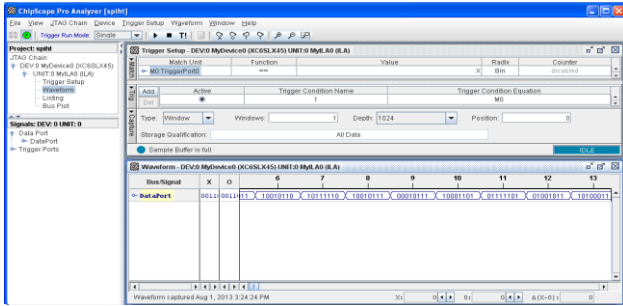 ChipScope Pro Analyzer [spiht]
File View JTAG Chain Device Trigger Setup Waveform Window Help
Trigger Run Mode: Single T!
Project: spiht
JTAG Chain
DEV:0 MyDevice0 (XC6SLX45)
UNIT:0 MyILA0 (ILA)
Trigger Setup
Waveform
Listing
Bus Plot
Signals: DEV: 0 UNIT: 0
Data Port
DataPort
Trigger Ports
Trigger Setup - DEV:0 MyDevice0 (XC6SLX45) UNIT:0 MyILA0 (ILA)
Match
Match Unit Function Value Radix Counter
M0:TriggerPort0 == X Bin disabled
Trig
Add Active Trigger Condition Name Trigger Condition Equation
Del 1 M0
Capture
Type: Window Windows: 1 Depth: 1024 Position: 0
Storage Qualification: All Data
Sample Buffer is full IDLE
Waveform - DEV:0 MyDevice0 (XC6SLX45) UNIT:0 MyILA0 (ILA)
Bus/Signal X O 6 7 8 9 10 11 12 13
DataPort 0011 0011 11 10010110 10111110 10010111 00010111 10001101 01111101 01001011 10100011
Waveform captured Aug 1, 2013 3:24:24 PM X: 0 O: 0 Δ(X-O): 0